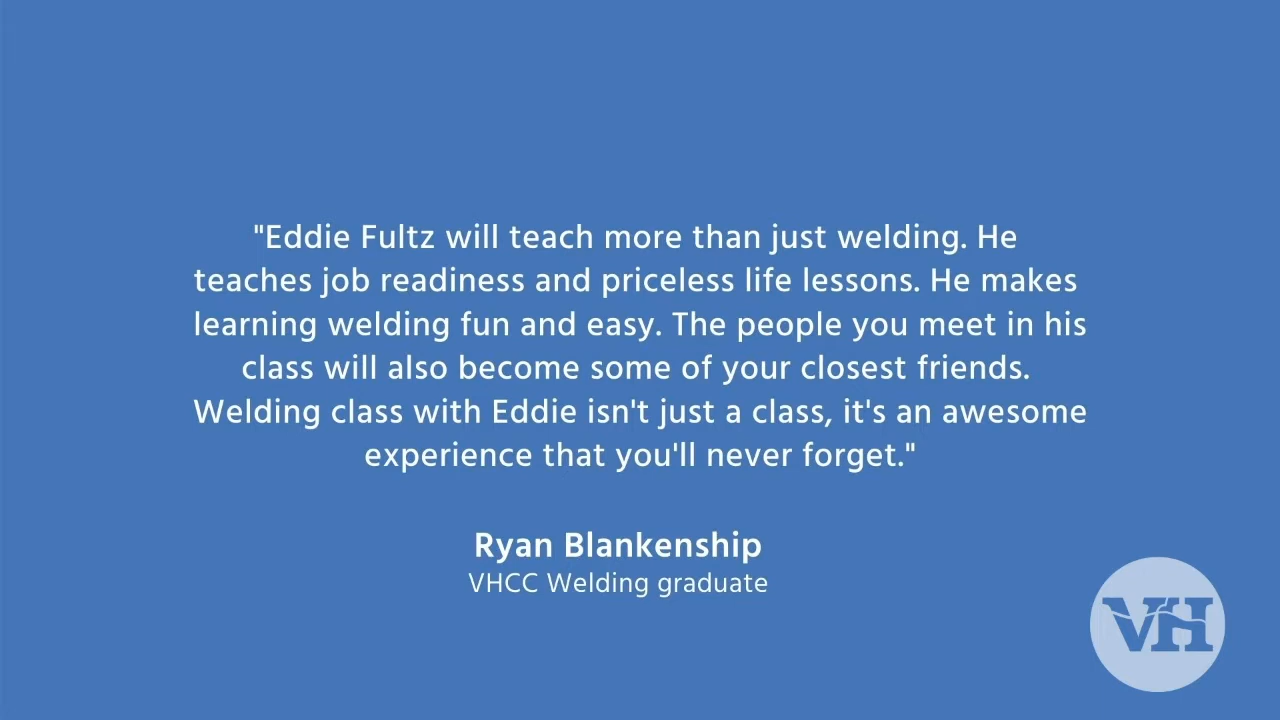 "Eddie Fultz will teach more than just welding. He
teaches job readiness and priceless life lessons. He makes
learning welding fun and easy. The people you meet in his
class will also become some of your closest friends.
Welding class with Eddie isn't just a class, it's an awesome
experience that you'll never forget."
Ryan Blankenship
VHCC Welding graduate
VH